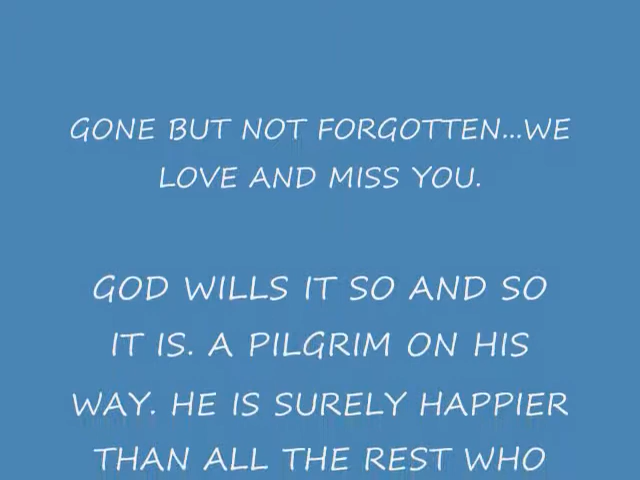 GONE BUT NOT FORGOTTEN...WE
LOVE AND MISS YOU.
GOD WILLS IT SO AND SO
IT IS. A PILGRIM ON HIS
WAY. HE IS SURELY HAPPIER
THAN ALL THE REST WHO